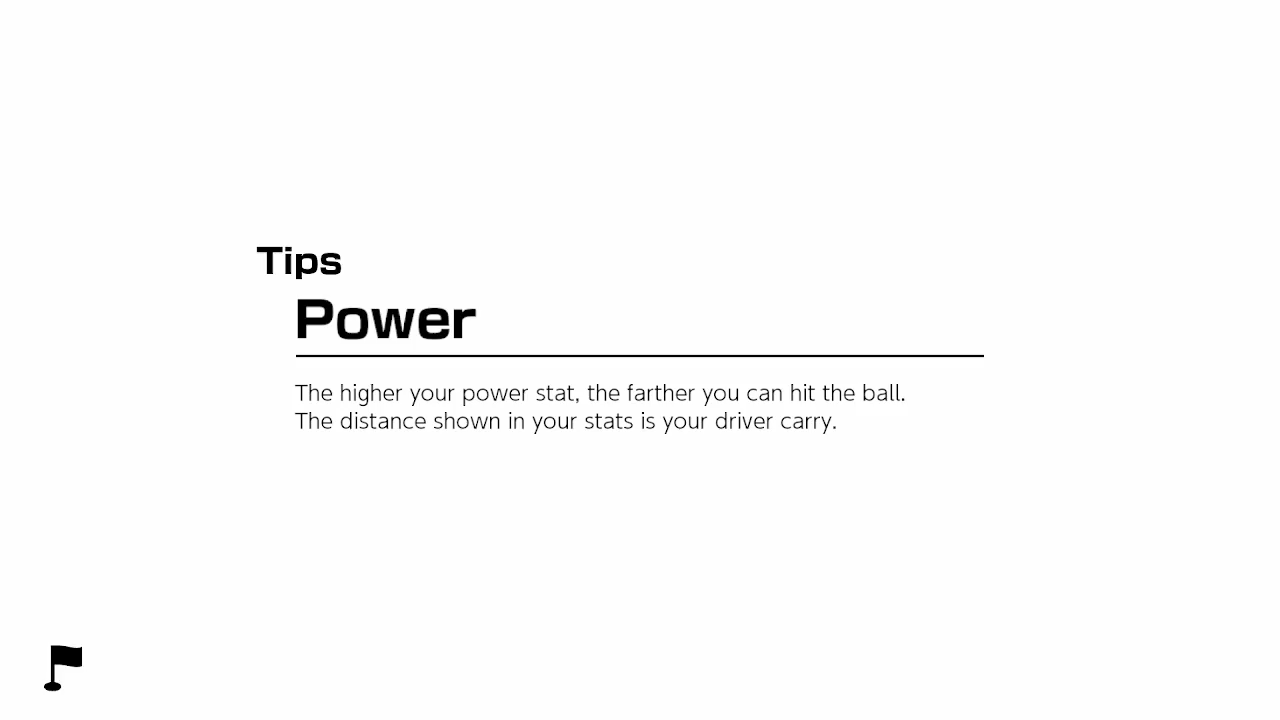 Tips
Power
The higher your power stat, the farther you can hit the ball.
The distance shown in your stats is your driver carry.